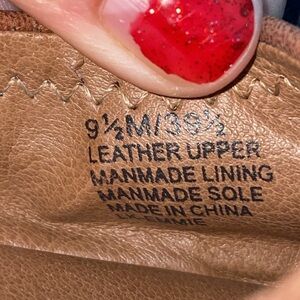 9½M/39½
LEATHER UPPER
MANMADE LINING
MANMADE SOLE
MADE IN CHINA